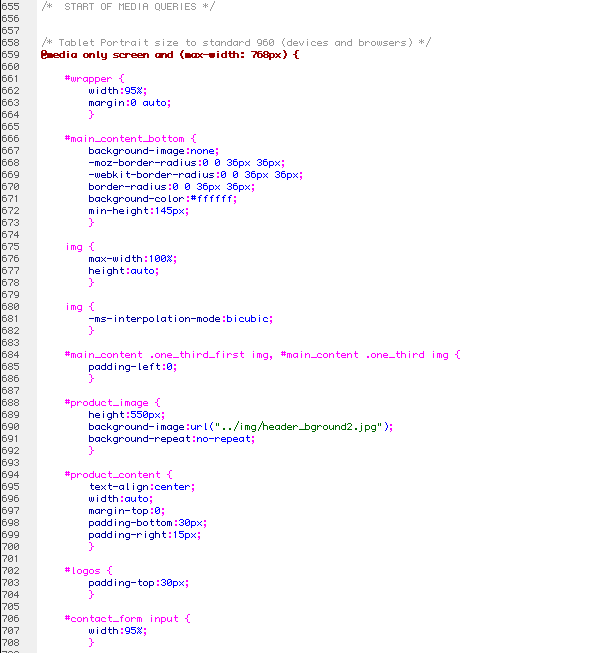 655 /*  START OF MEDIA QUERIES */
656
657
658 /* Tablet Portrait size to standard 960 (devices and browsers) */
659 @media only screen and (max-width: 768px) {
660
661     #wrapper {
662         width:95%;
663         margin:0 auto;
664         }
665
666     #main_content_bottom {
667         background-image:none;
668         -moz-border-radius:0 0 36px 36px;
669         -webkit-border-radius:0 0 36px 36px;
670         border-radius:0 0 36px 36px;
671         background-color:#ffffff;
672         min-height:145px;
673         }
674
675     img {
676         max-width:100%;
677         height:auto;
678         }
679
680     img {
681         -ms-interpolation-mode:bicubic;
682         }
683
684     #main_content .one_third_first img, #main_content .one_third img {
685         padding-left:0;
686         }
687
688     #product_image {
689         height:550px;
690         background-image:url("../img/header_bground2.jpg");
691         background-repeat:no-repeat;
692         }
693
694     #product_content {
695         text-align:center;
696         width:auto;
697         margin-top:0;
698         padding-bottom:30px;
699         padding-right:15px;
700         }
701
702     #logos {
703         padding-top:30px;
704         }
705
706     #contact_form input {
707         width:95%;
708         }